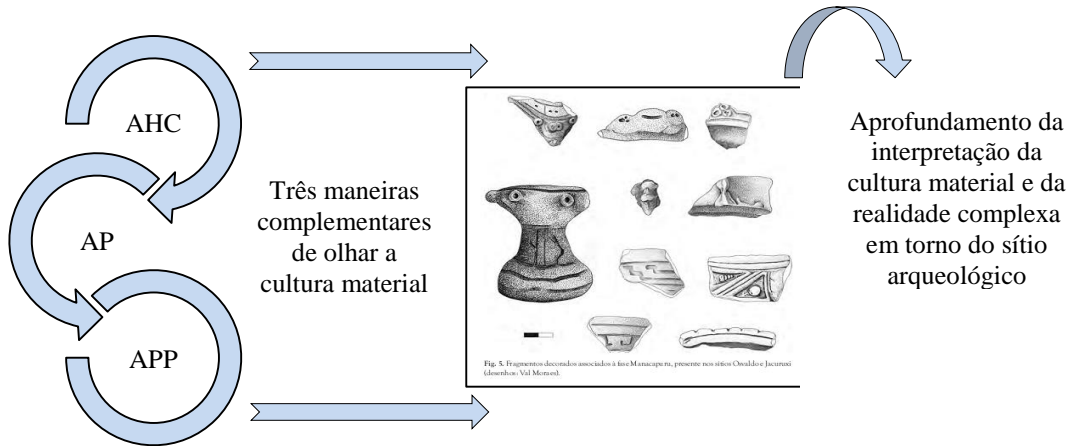 AHC
AP
APP
Três maneiras
complementares
de olhar a
cultura material
Fig. 5. Fragmentos decorados associados à fase Manacapuru, presente nos sítios Osvaldo e Jacuruxi
(desenhos: Val Moraes).
Aprofundamento da
interpretação da
cultura material e da
realidade complexa
em torno do sítio
arqueológico